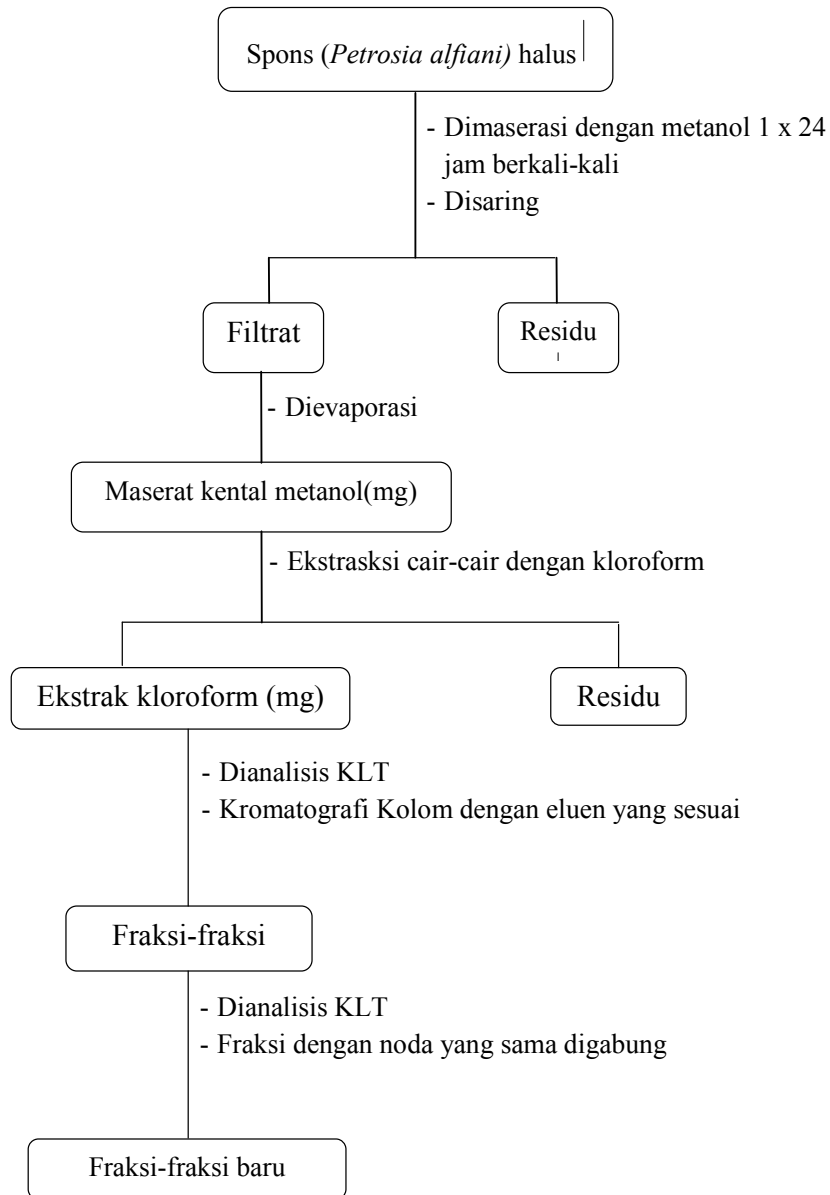 Spons (Petrosia alfiani) halus
- Dimaserasi dengan metanol 1 x 24
jam berkali-kali
- Disaring
Filtrat
Residu
- Dievaporasi
Maserat kental metanol(mg)
- Ekstrasksi cair-cair dengan kloroform
Ekstrak kloroform (mg)
Residu
- Dianalisis KLT
- Kromatografi Kolom dengan eluen yang sesuai
Fraksi-fraksi
- Dianalisis KLT
- Fraksi dengan noda yang sama digabung
Fraksi-fraksi baru